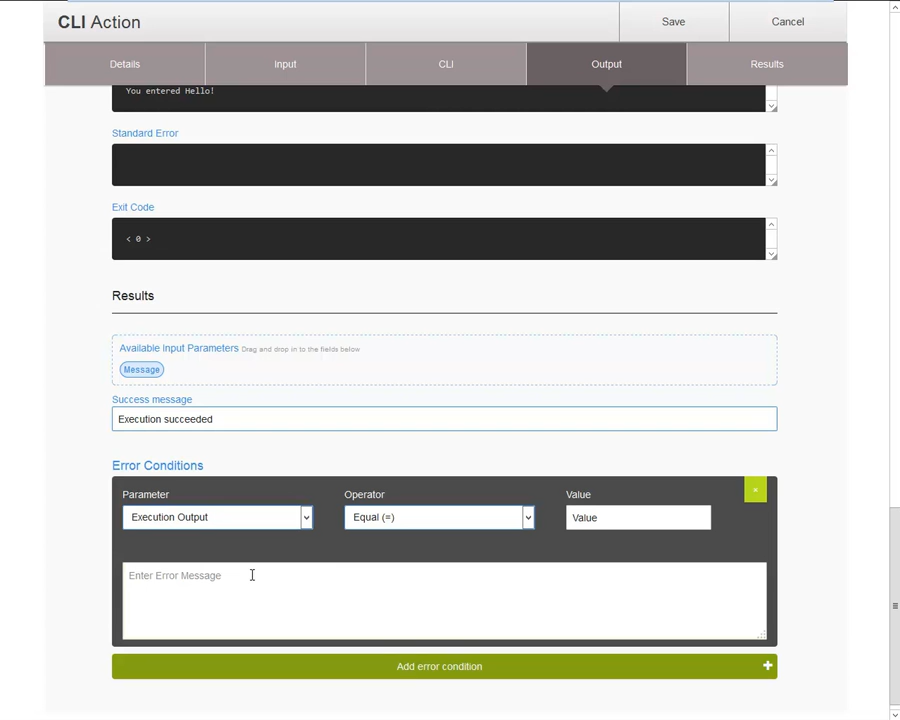 CLI Action
Save
Cancel
Details
Input
CLI
Output
Results
You entered Hello!
Standard Error
Exit Code
< 0 >
Results
Available Input Parameters Drag and drop in to the fields below
Message
Success message
Execution succeeded
Error Conditions
Parameter
Operator
Value
×
Execution Output
Equal (=)
Value
Enter Error Message
Add error condition +